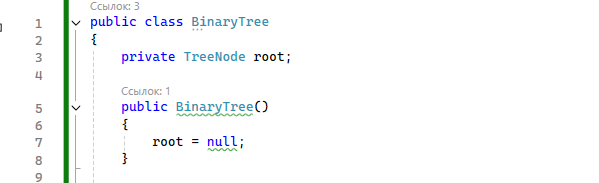 Ссылок: 3
1 public class BinaryTree
2 {
3 private TreeNode root;
4
Ссылок: 1
5 public BinaryTree()
6 {
7 root = null;
8 }
9